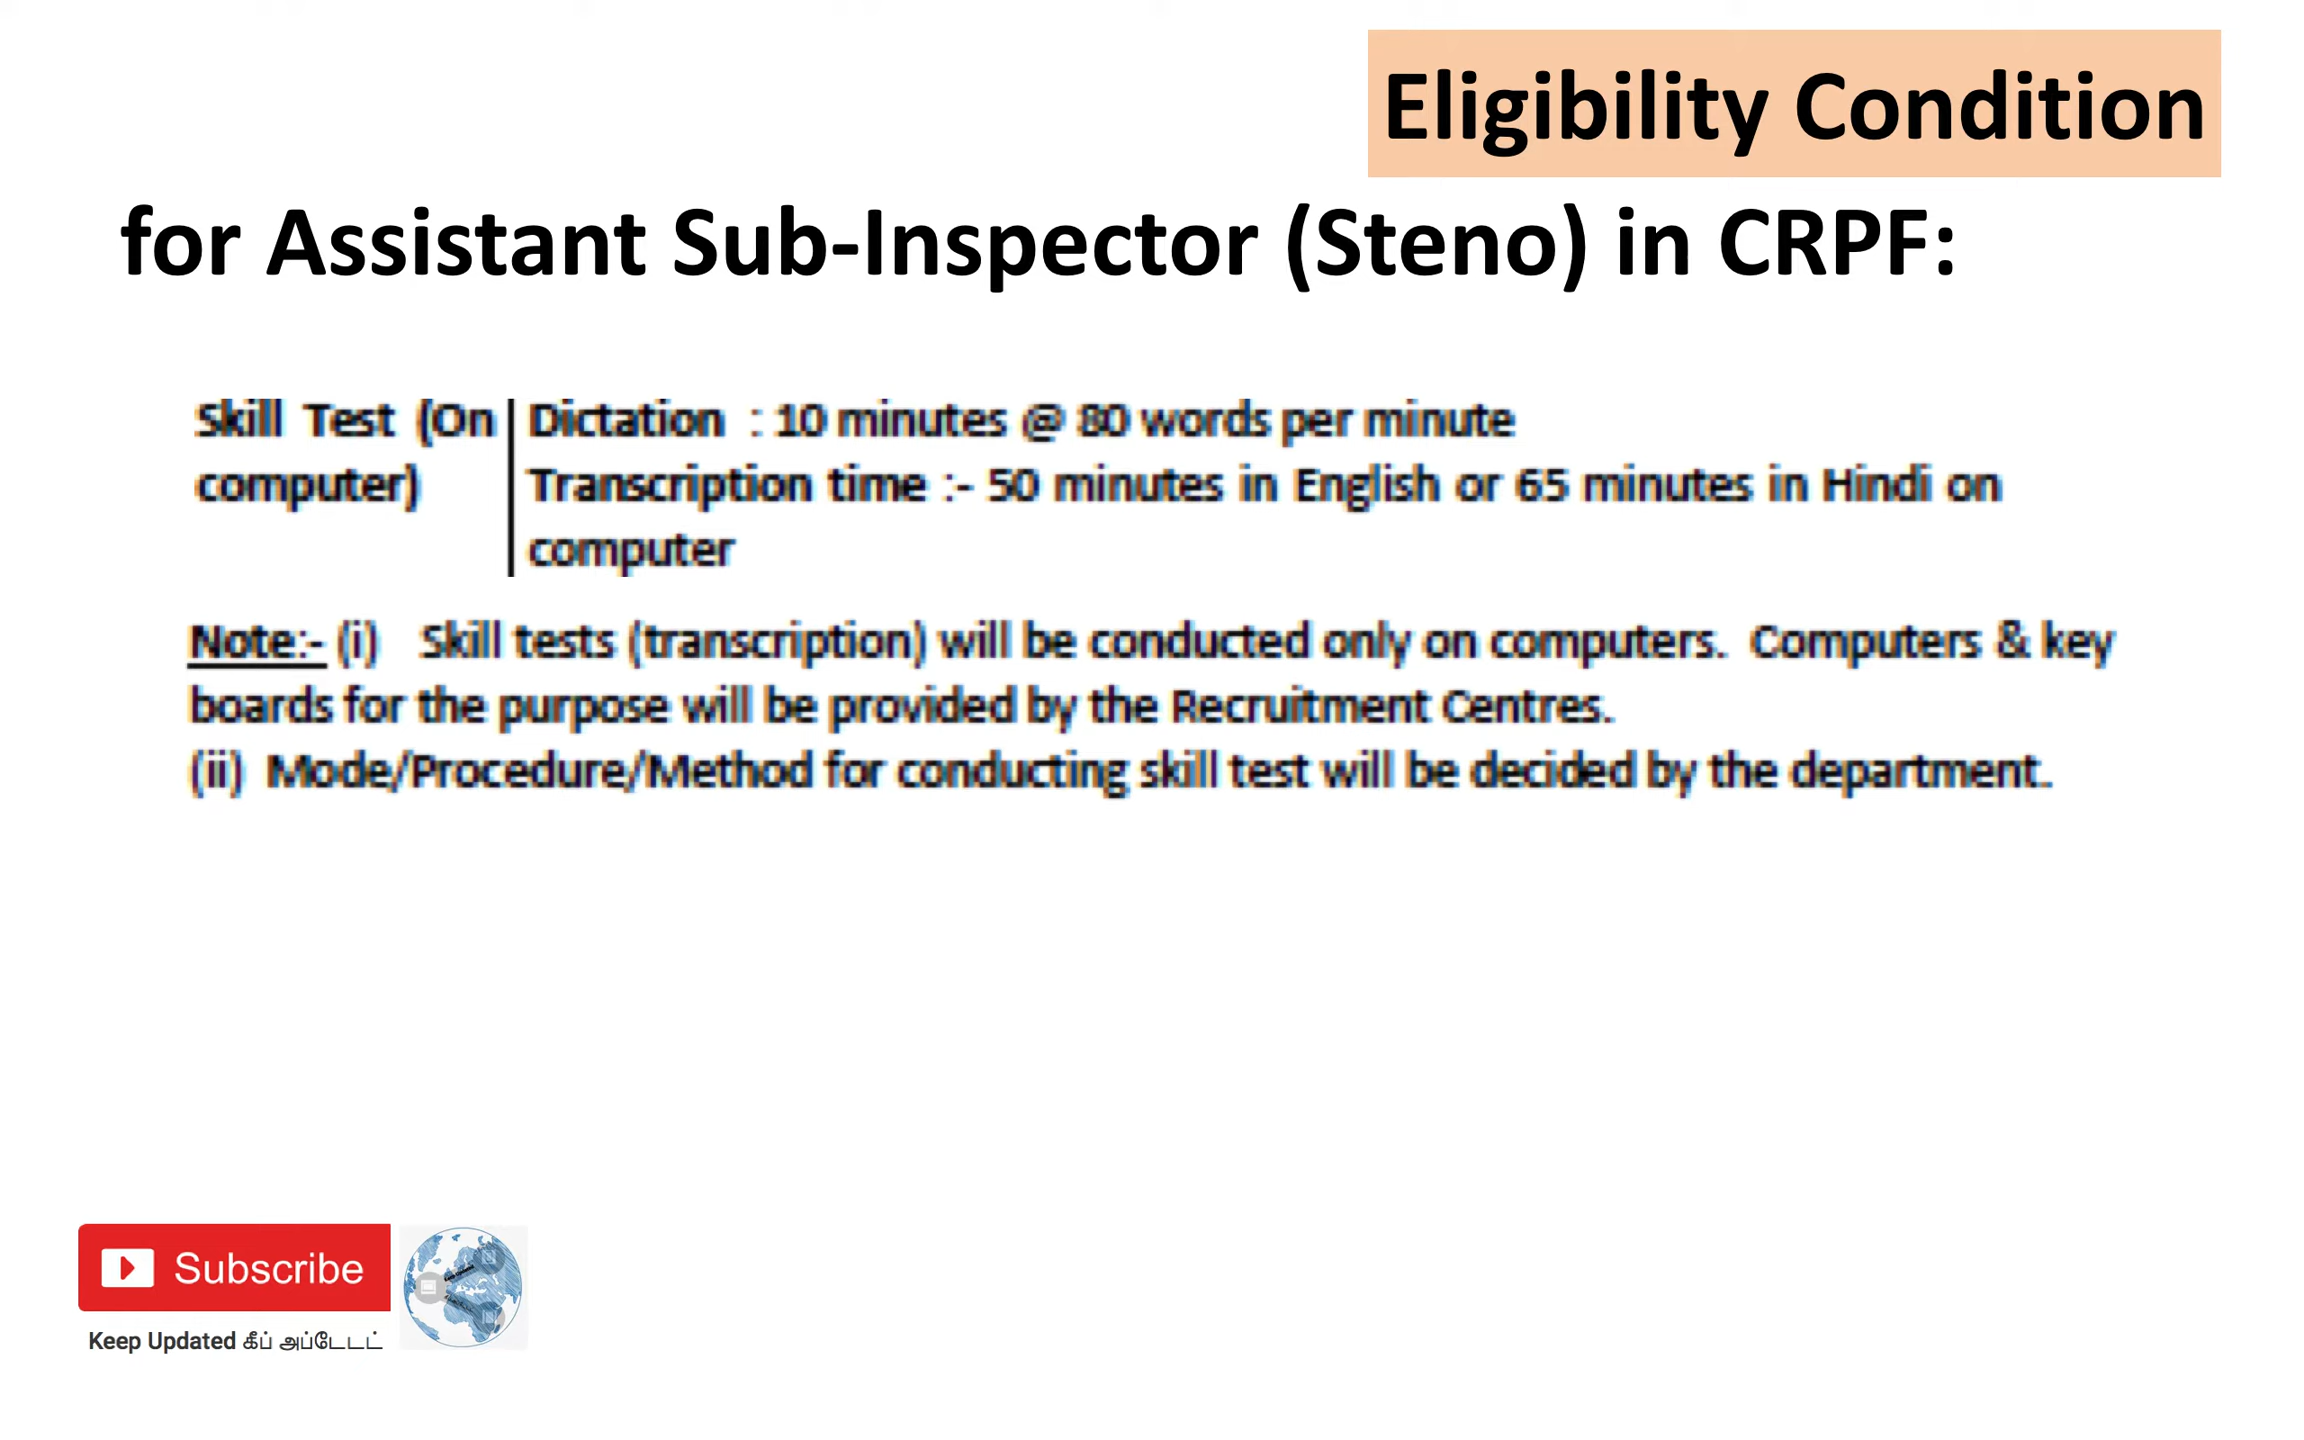 Eligibility Condition
for Assistant Sub-Inspector (Steno) in CRPF:
Skill Test (On computer)
Dictation : 10 minutes @ 80 words per minute
Transcription time :- 50 minutes in English or 65 minutes in Hindi on
computer
Note:- (i) Skill tests (transcription) will be conducted only on computers. Computers & key
boards for the purpose will be provided by the Recruitment Centres.
(ii) Mode/Procedure/Method for conducting skill test will be decided by the department.
Subscribe
Keep Updated கீப் அப்டேடட்